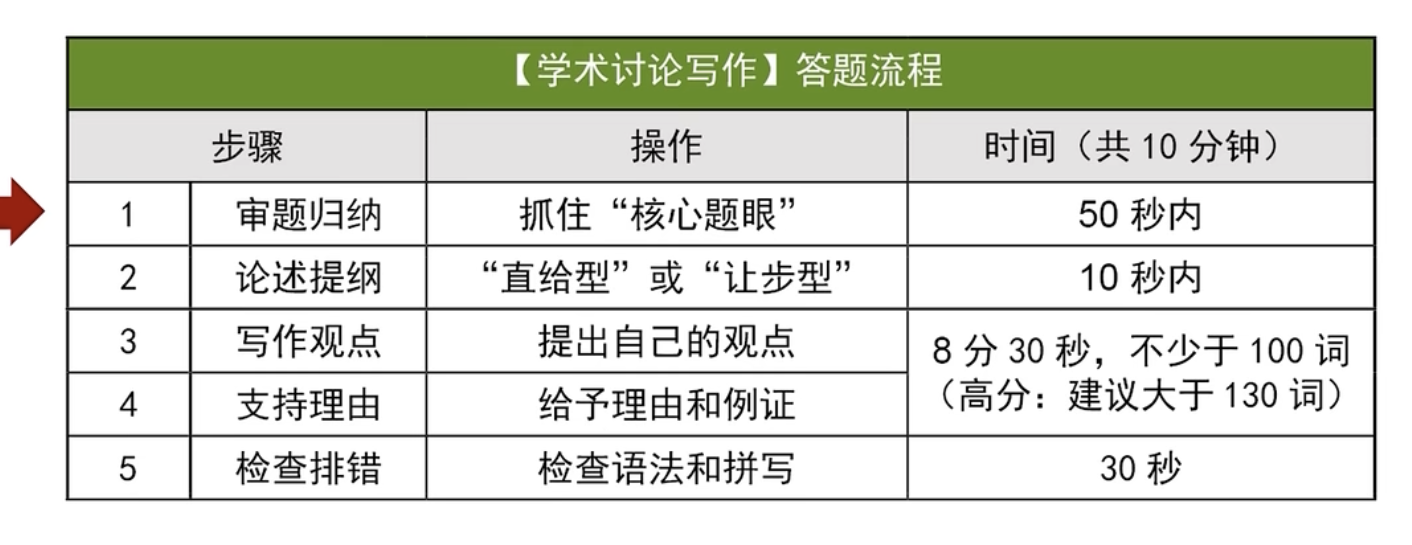 【学术讨论写作】答题流程
步骤 操作 时间（共 10 分钟）
1 审题归纳 抓住“核心题眼” 50 秒内
2 论述提纲 “直给型”或“让步型” 10 秒内
3 写作观点 提出自己的观点
8 分 30 秒，不少于 100 词
（高分：建议大于 130 词）
4 支持理由 给予理由和例证
5 检查排错 检查语法和拼写 30 秒